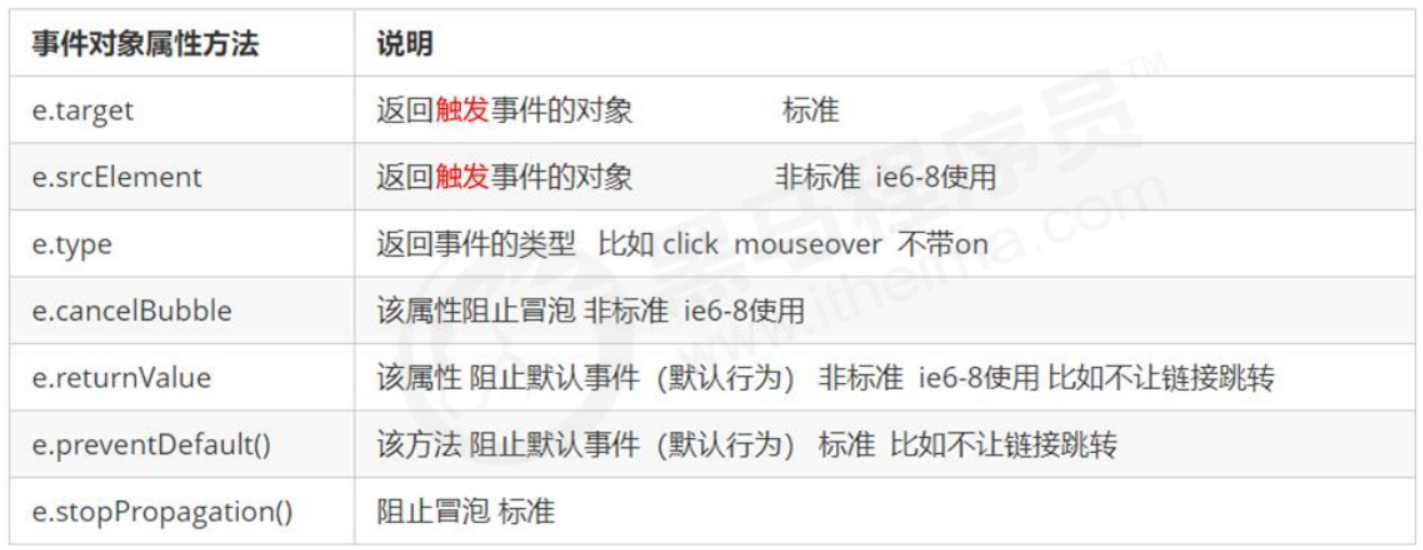 事件对象属性方法 说明
e.target 返回触发事件的对象 标准
e.srcElement 返回触发事件的对象 非标准 ie6-8使用
e.type 返回事件的类型 比如 click mouseover 不带on
e.cancelBubble 该属性阻止冒泡 非标准 ie6-8使用
e.returnValue 该属性 阻止默认事件（默认行为） 非标准 ie6-8使用 比如不让链接跳转
e.preventDefault() 该方法 阻止默认事件（默认行为） 标准 比如不让链接跳转
e.stopPropagation() 阻止冒泡 标准
黑马程序员™
www.itheima.com